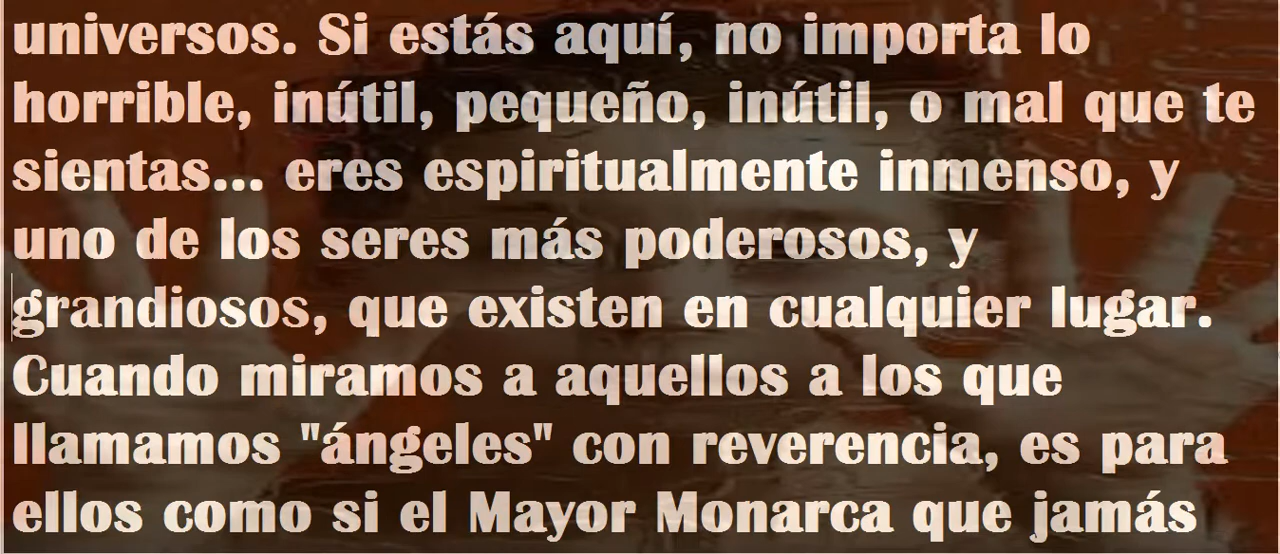 universos. Si estás aquí, no importa lo
horrible, inútil, pequeño, inútil, o mal que te
sientas... eres espiritualmente inmenso, y
uno de los seres más poderosos, y
grandiosos, que existen en cualquier lugar.
Cuando miramos a aquellos a los que
llamamos "ángeles" con reverencia, es para
ellos como si el Mayor Monarca que jamás